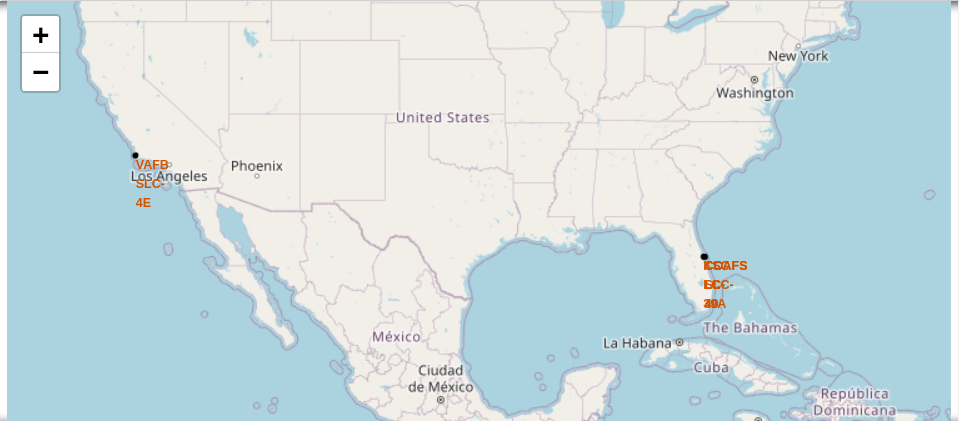 +
−
New York
Washington
United States
VAFB
Los Angeles
SLC-
4E
Phoenix
The Bahamas
México
La Habana
Cuba
Ciudad
de México
República
Dominicana